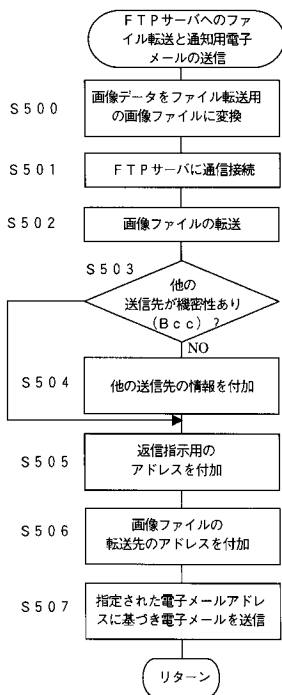 FTPサーバへのファ
イル転送と通知用電子
メールの送信
S500
画像データをファイル転送用
の画像ファイルに変換
S501
FTPサーバに通信接続
S502
画像ファイルの転送
S503
他の
送信先が機密性あり
(Bcc)?
NO
S504
他の送信先の情報を付加
S505
返信指示用の
アドレスを付加
S506
画像ファイルの
転送先のアドレスを付加
S507
指定された電子メールアドレ
スに基づき電子メールを送信
リターン